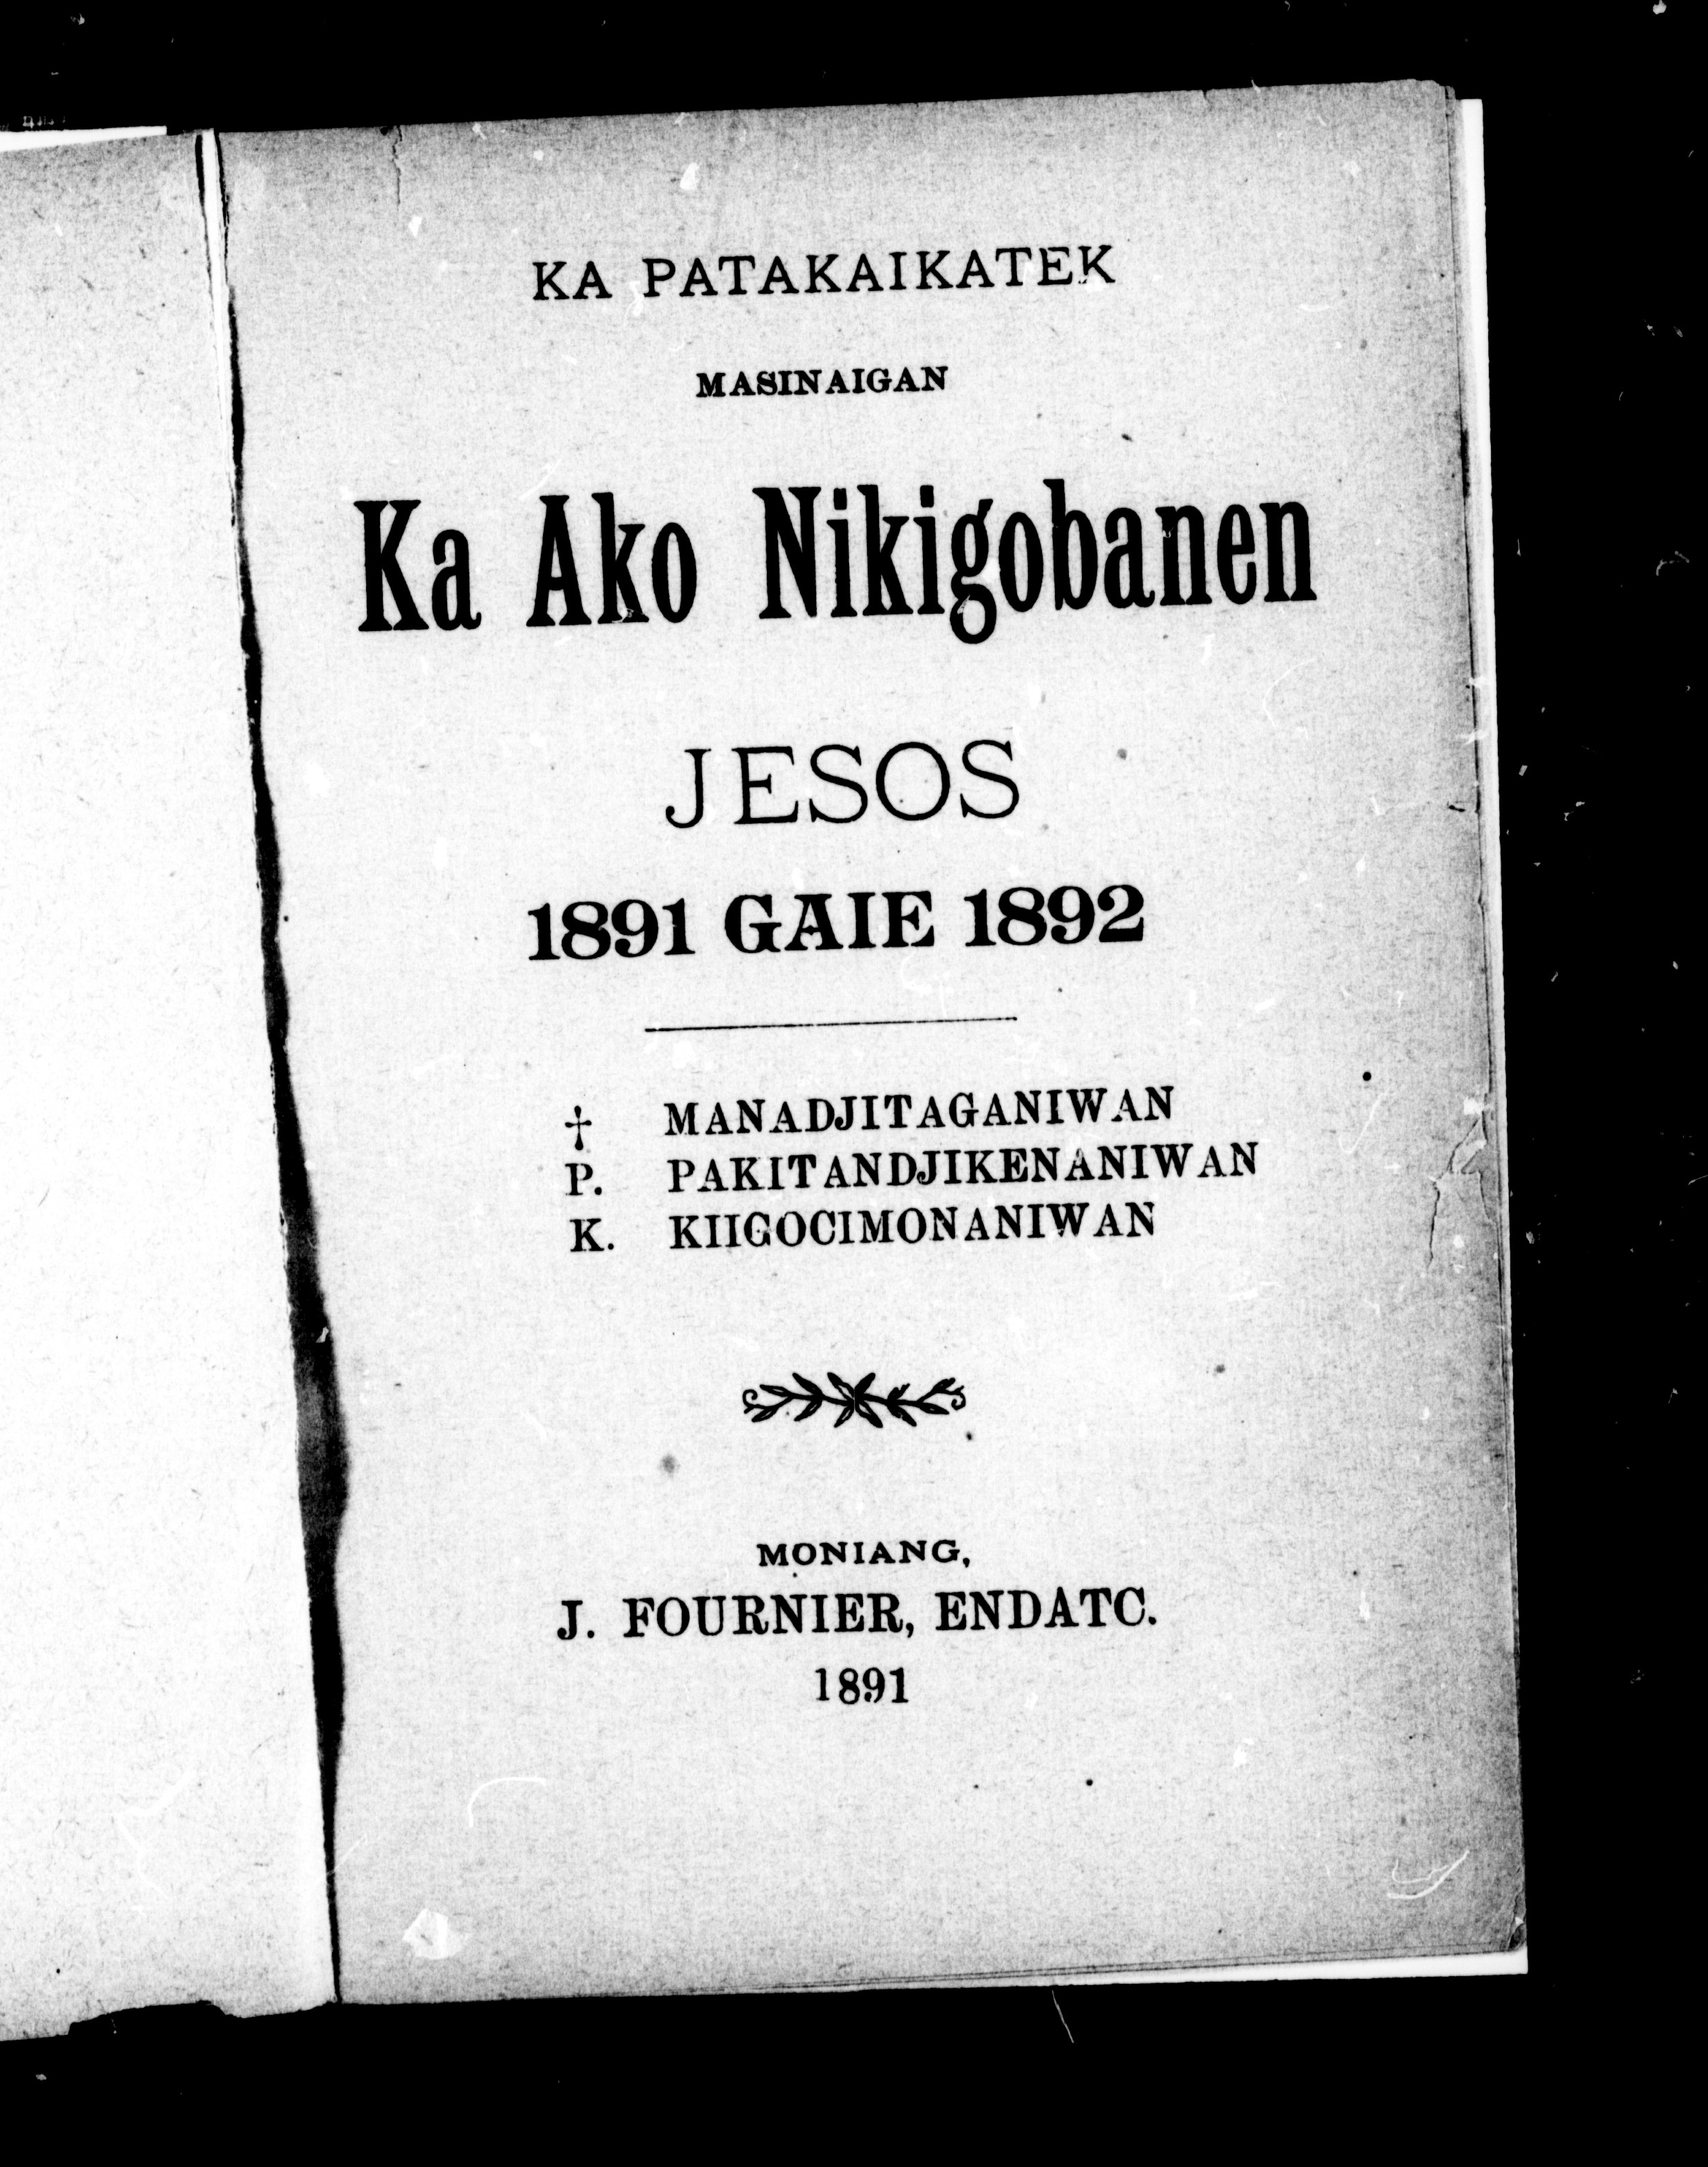 KA PATAKAIKATEK
MASINAIGAN
Ka Ako Nikigobanen
JESOS
1891 GAIE 1892
† MANADJITAGANIWAN
P. PAKITANDJIKENANIWAN
K. KIIGOCIMONANIWAN
MONIANG,
J. FOURNIER, ENDATC.
1891